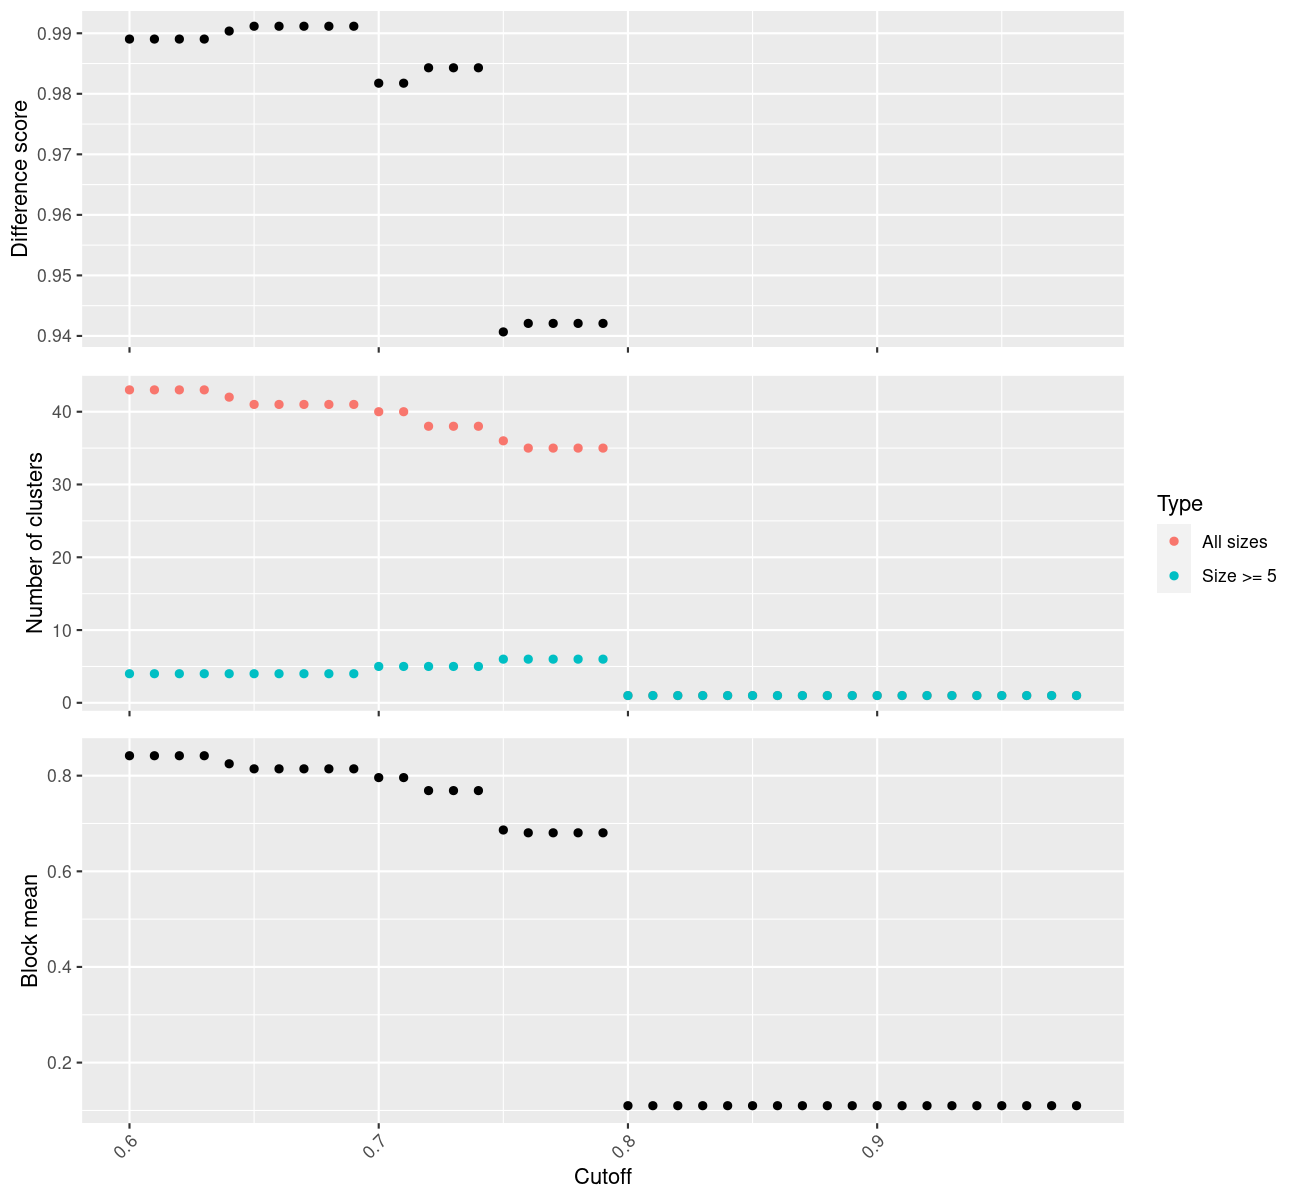 Difference score
0.99
0.98
0.97
0.96
0.95
0.94
Number of clusters
40
30
20
10
0
Type
All sizes
Size >= 5
Block mean
0.8
0.6
0.4
0.2
0.6 0.7 0.8 0.9
Cutoff